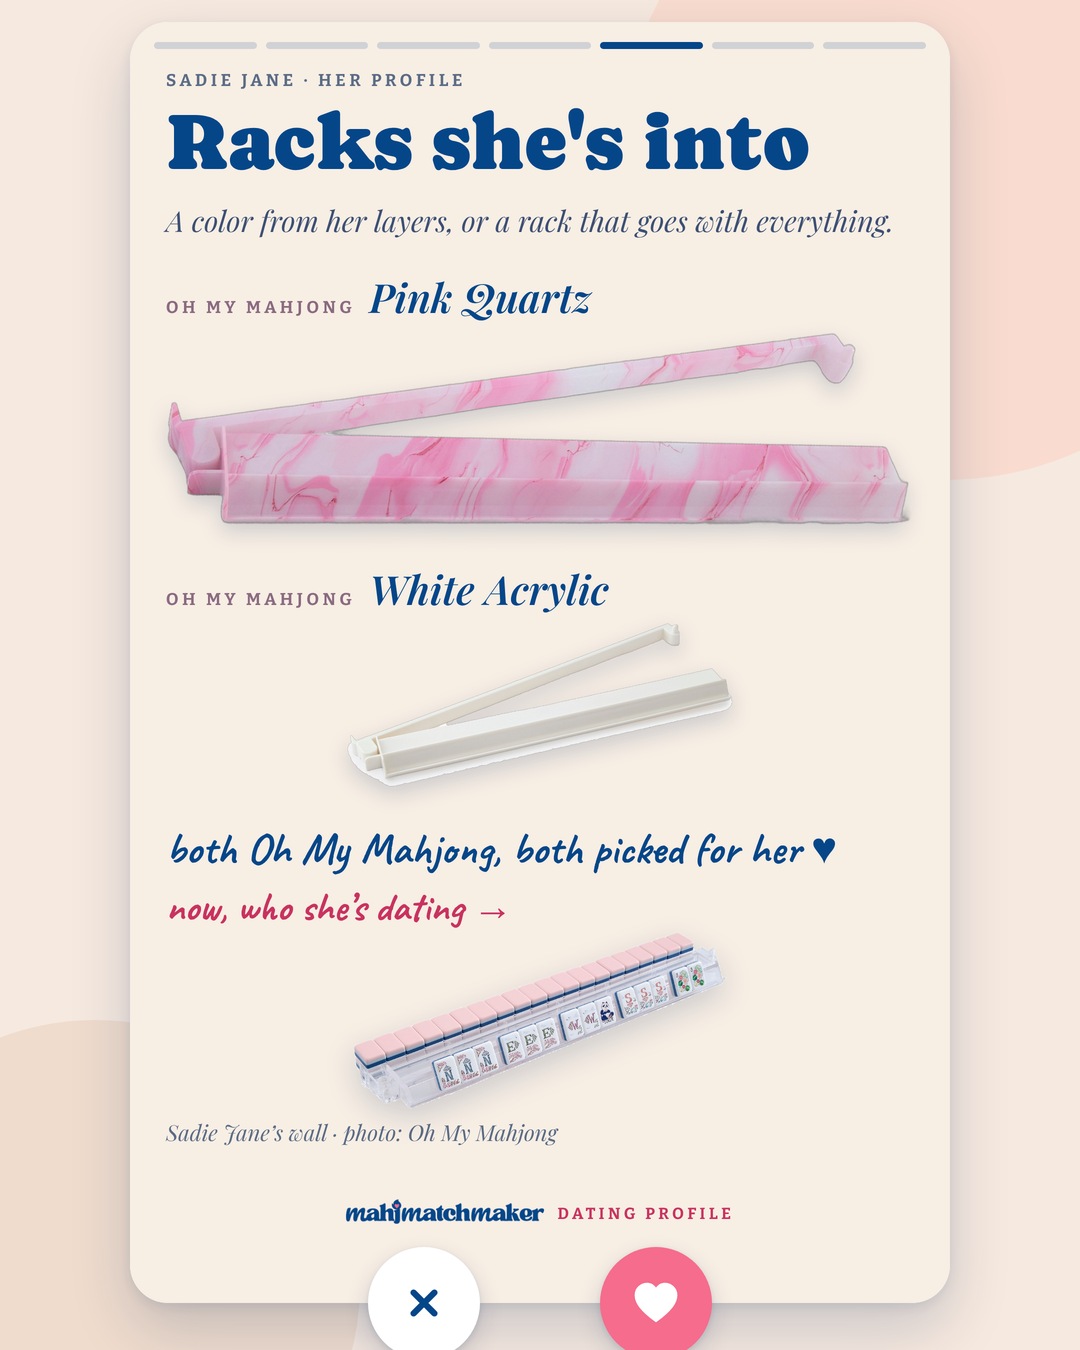 SADIE JANE · HER PROFILE
Racks she's into
A color from her layers, or a rack that goes with everything.
OH MY MAHJONG Pink Quartz
OH MY MAHJONG White Acrylic
both Oh My Mahjong, both picked for her ♥
now, who she's dating →
N N N E E E W W S S S
Sadie Jane's wall · photo: Oh My Mahjong
mahjmatchmaker DATING PROFILE